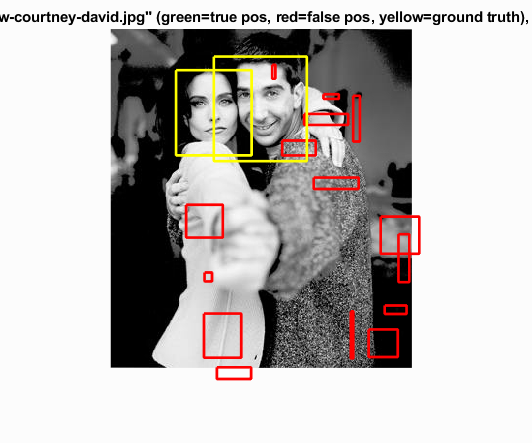 w-courtney-david.jpg" (green=true pos, red=false pos, yellow=ground truth),